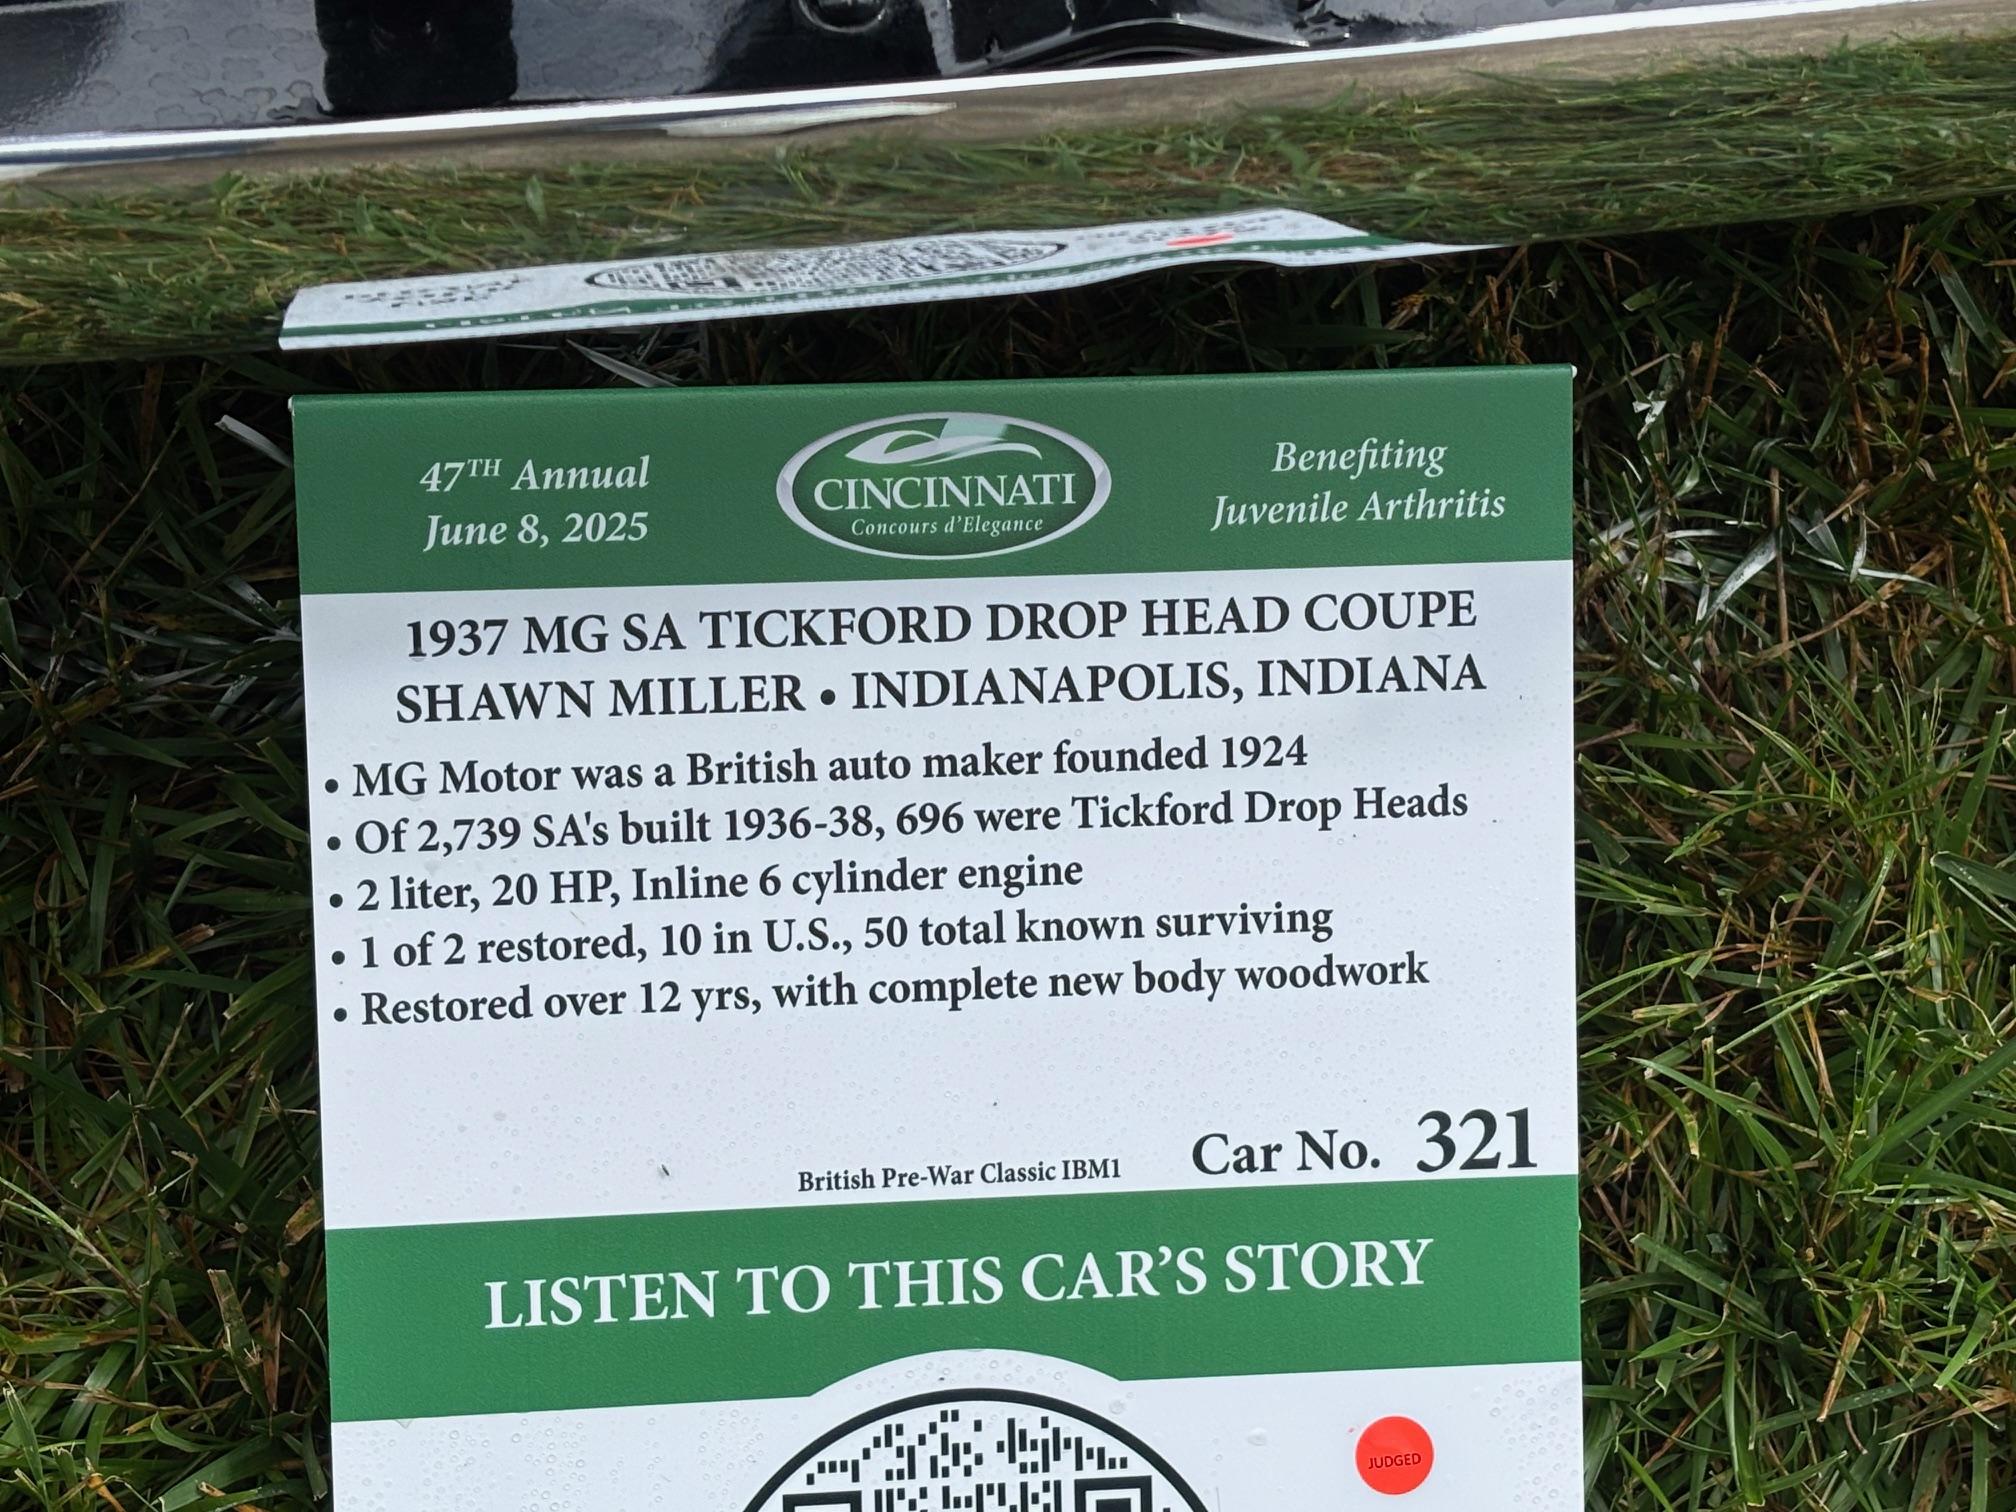 47TH Annual
June 8, 2025
CINCINNATI
Concours d'Elegance
Benefiting
Juvenile Arthritis
1937 MG SA TICKFORD DROP HEAD COUPE
SHAWN MILLER • INDIANAPOLIS, INDIANA
• MG Motor was a British auto maker founded 1924
• Of 2,739 SA's built 1936-38, 696 were Tickford Drop Heads
• 2 liter, 20 HP, Inline 6 cylinder engine
• 1 of 2 restored, 10 in U.S., 50 total known surviving
• Restored over 12 yrs, with complete new body woodwork
British Pre-War Classic IBM1
Car No. 321
LISTEN TO THIS CAR’S STORY
JUDGED